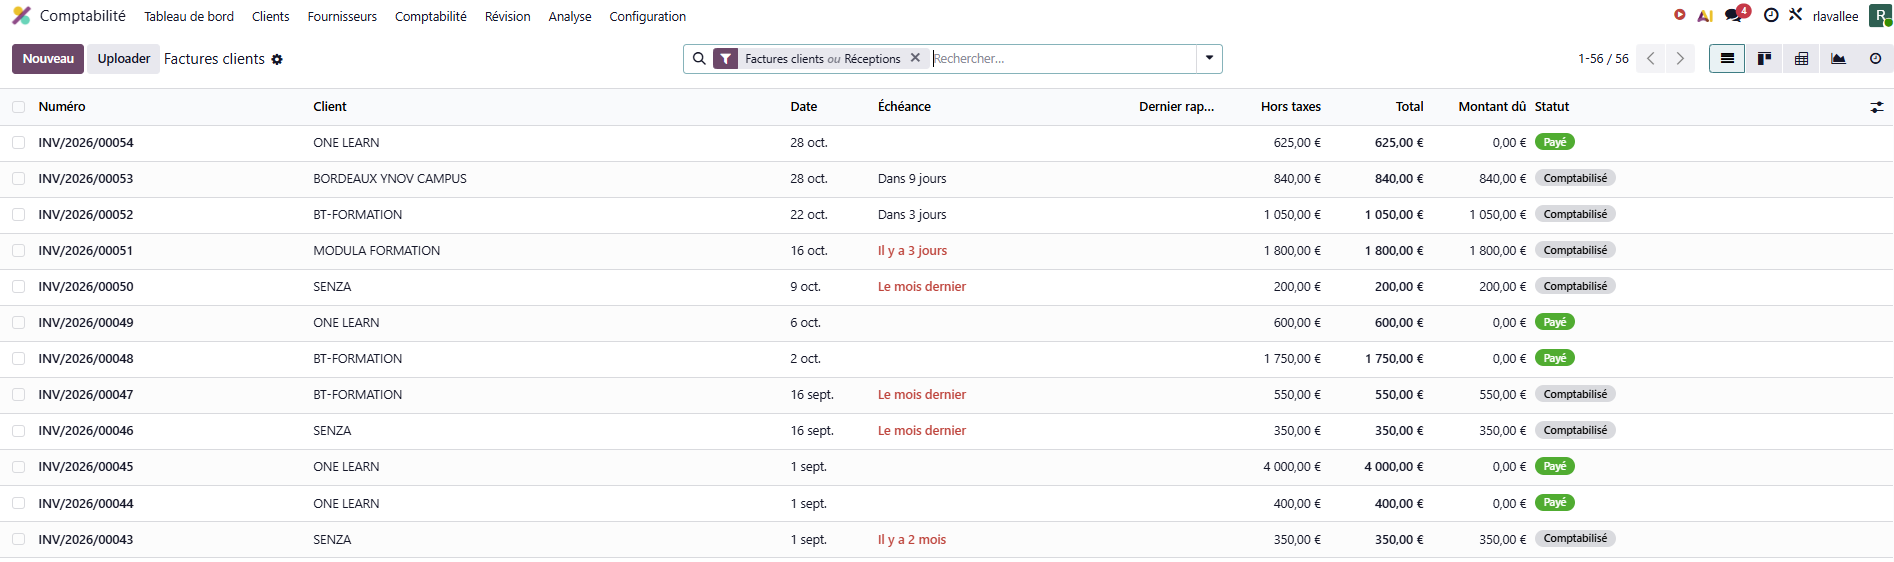 Comptabilité Tableau de bord Clients Fournisseurs Comptabilité Révision Analyse Configuration AI 4 rlavallee R
Nouveau Uploader Factures clients Factures clients ou Réceptions Rechercher... 1-56 / 56
Numéro Client Date Échéance Dernier rap... Hors taxes Total Montant dû Statut
INV/2026/00054 ONE LEARN 28 oct. 625,00 € 625,00 € 0,00 € Payé
INV/2026/00053 BORDEAUX YNOV CAMPUS 28 oct. Dans 9 jours 840,00 € 840,00 € 840,00 € Comptabilisé
INV/2026/00052 BT-FORMATION 22 oct. Dans 3 jours 1 050,00 € 1 050,00 € 1 050,00 € Comptabilisé
INV/2026/00051 MODULA FORMATION 16 oct. Il y a 3 jours 1 800,00 € 1 800,00 € 1 800,00 € Comptabilisé
INV/2026/00050 SENZA 9 oct. Le mois dernier 200,00 € 200,00 € 200,00 € Comptabilisé
INV/2026/00049 ONE LEARN 6 oct. 600,00 € 600,00 € 0,00 € Payé
INV/2026/00048 BT-FORMATION 2 oct. 1 750,00 € 1 750,00 € 0,00 € Payé
INV/2026/00047 BT-FORMATION 16 sept. Le mois dernier 550,00 € 550,00 € 550,00 € Comptabilisé
INV/2026/00046 SENZA 16 sept. Le mois dernier 350,00 € 350,00 € 350,00 € Comptabilisé
INV/2026/00045 ONE LEARN 1 sept. 4 000,00 € 4 000,00 € 0,00 € Payé
INV/2026/00044 ONE LEARN 1 sept. 400,00 € 400,00 € 0,00 € Payé
INV/2026/00043 SENZA 1 sept. Il y a 2 mois 350,00 € 350,00 € 350,00 € Comptabilisé